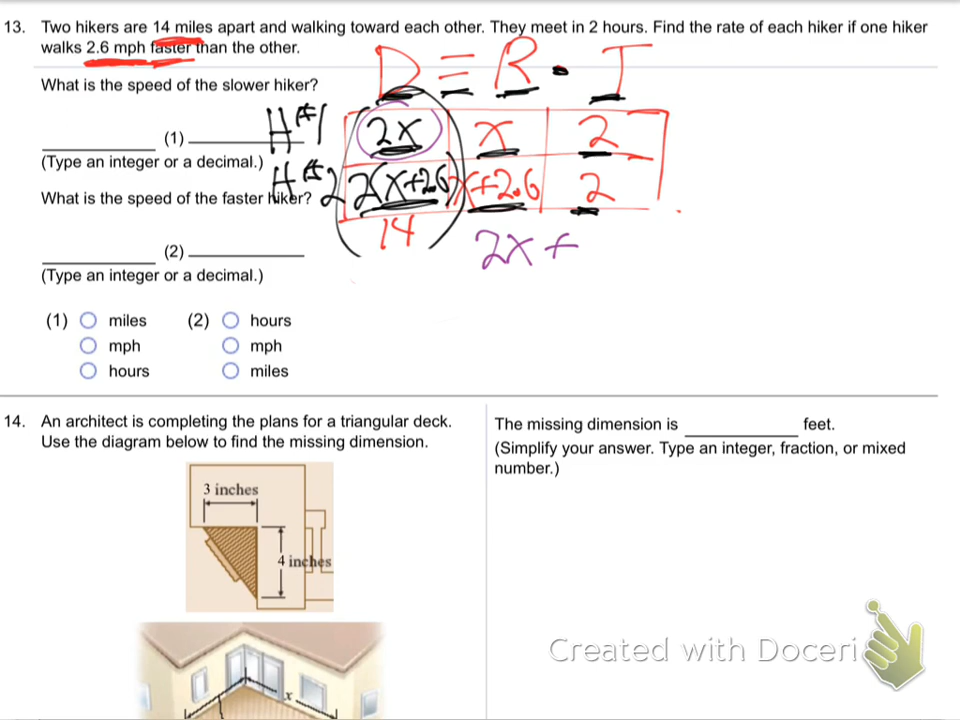 13. Two hikers are 14 miles apart and walking toward each other. They meet in 2 hours. Find the rate of each hiker if one hiker
walks 2.6 mph faster than the other.
D = R • T
What is the speed of the slower hiker?
H#1 2x x 2
(1)
(Type an integer or a decimal.)
H#2 2(x+2.6) x+2.6 2
What is the speed of the faster hiker?
14
2x +
(2)
(Type an integer or a decimal.)
(1) miles (2) hours
mph mph
hours miles
14. An architect is completing the plans for a triangular deck.
Use the diagram below to find the missing dimension.
3 inches
4 inches
x
The missing dimension is ________ feet.
(Simplify your answer. Type an integer, fraction, or mixed
number.)
Created with Doceri